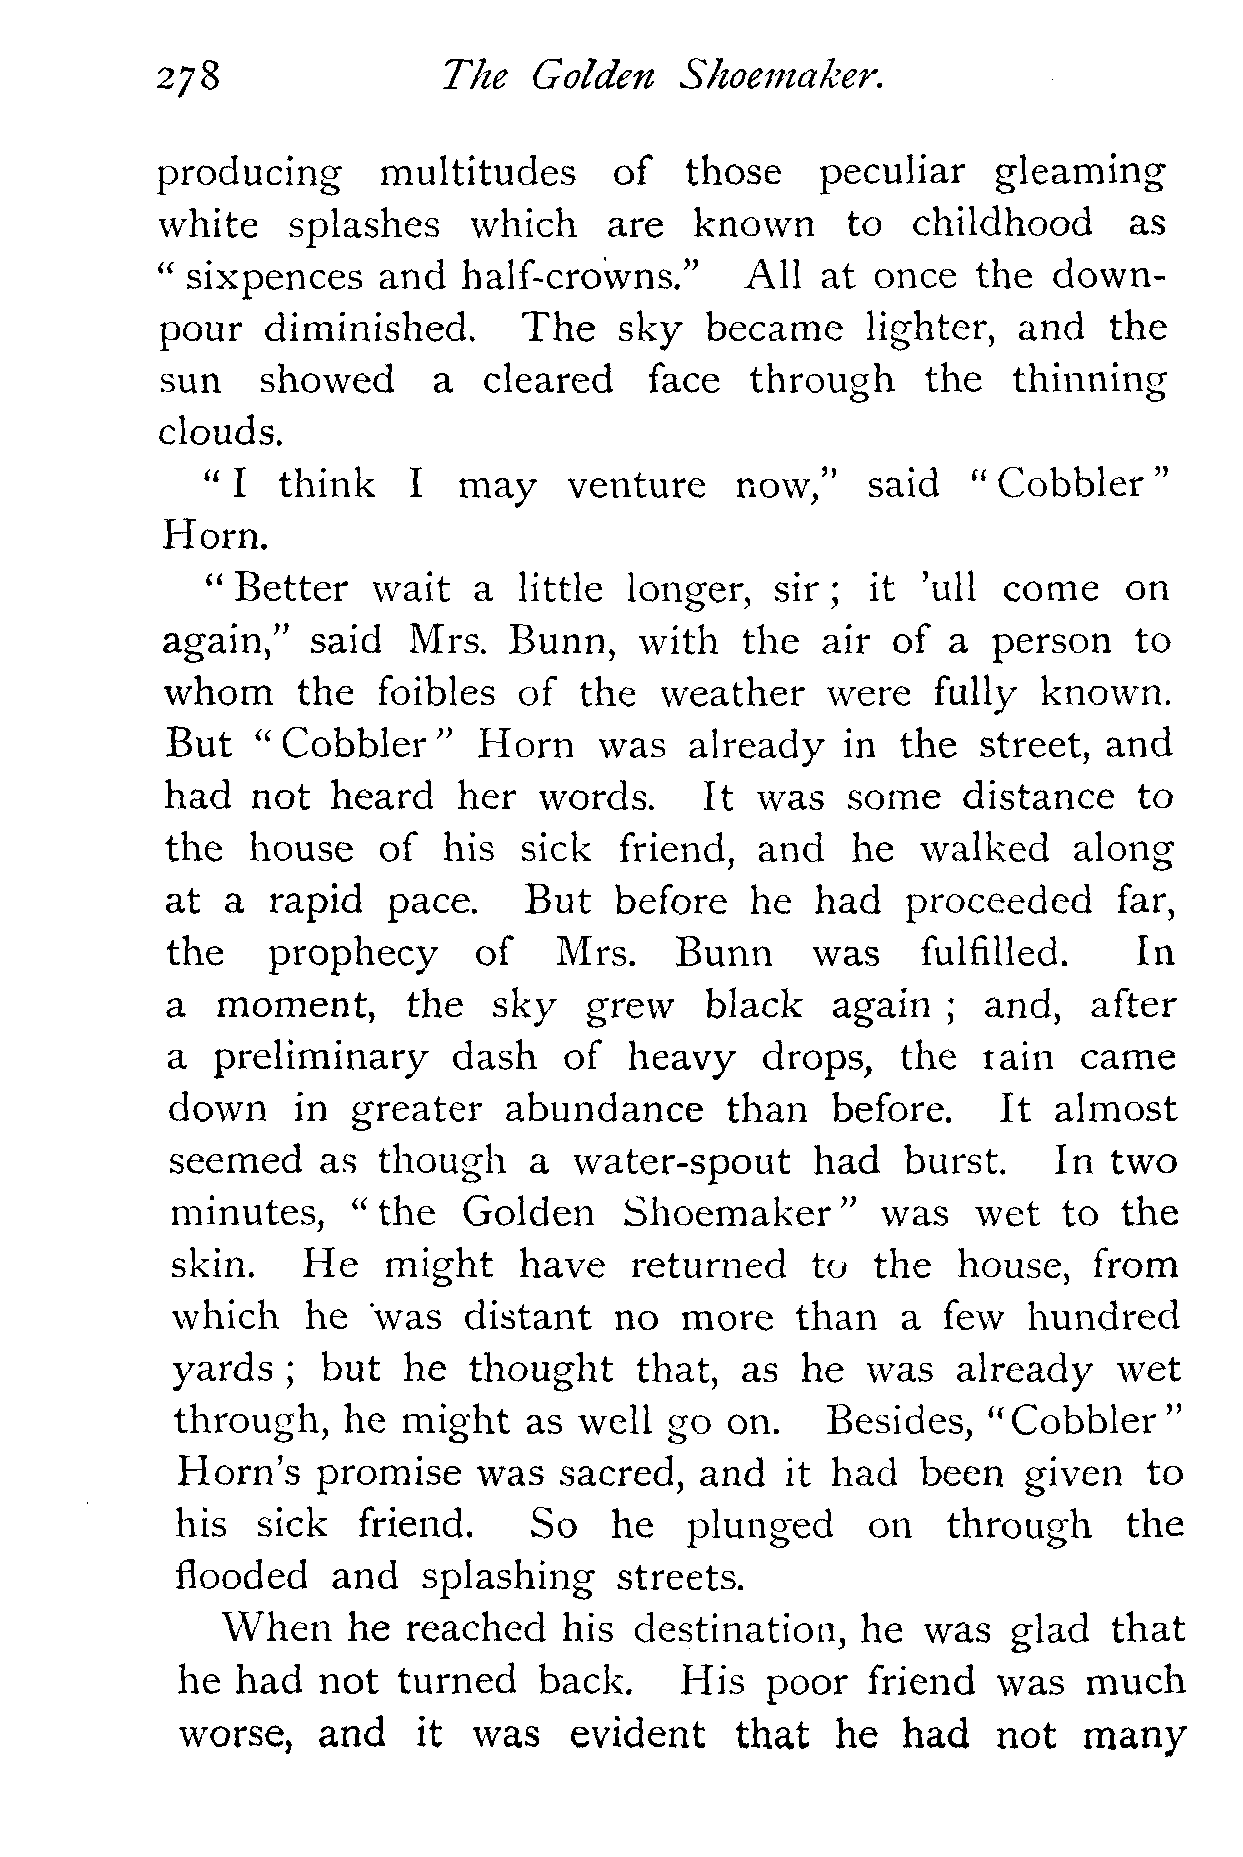 278 The Golden Shoemaker.
producing multitudes of those peculiar gleaming
white splashes which are known to childhood as
“ sixpences and half-crowns.” All at once the down-
pour diminished. The sky became lighter, and the
sun showed a cleared face through the thinning
clouds.
“ I think I may venture now,” said “ Cobbler ”
Horn.
“ Better wait a little longer, sir ; it ’ull come on
again,” said Mrs. Bunn, with the air of a person to
whom the foibles of the weather were fully known.
But “ Cobbler ” Horn was already in the street, and
had not heard her words. It was some distance to
the house of his sick friend, and he walked along
at a rapid pace. But before he had proceeded far,
the prophecy of Mrs. Bunn was fulfilled. In
a moment, the sky grew black again ; and, after
a preliminary dash of heavy drops, the rain came
down in greater abundance than before. It almost
seemed as though a water-spout had burst. In two
minutes, “ the Golden Shoemaker ” was wet to the
skin. He might have returned to the house, from
which he was distant no more than a few hundred
yards ; but he thought that, as he was already wet
through, he might as well go on. Besides, “ Cobbler ”
Horn’s promise was sacred, and it had been given to
his sick friend. So he plunged on through the
flooded and splashing streets.
When he reached his destination, he was glad that
he had not turned back. His poor friend was much
worse, and it was evident that he had not many